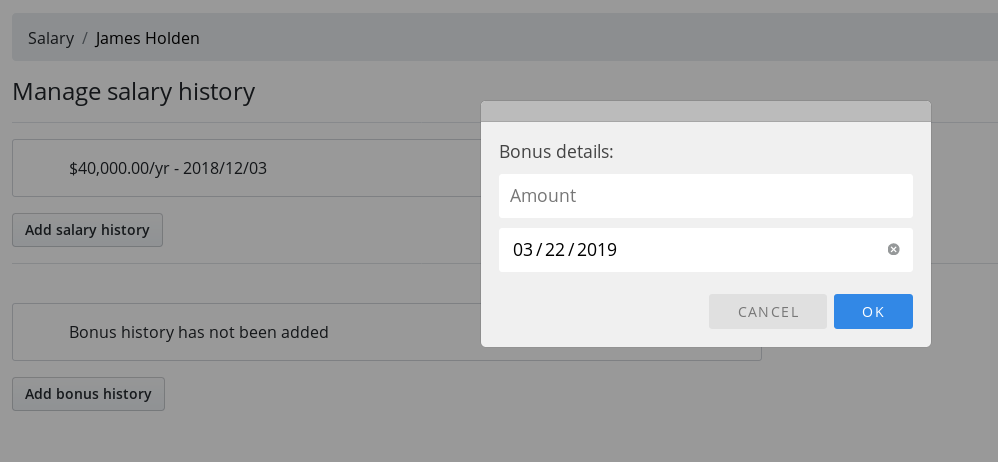 Salary / James Holden
Manage salary history
$40,000.00/yr - 2018/12/03
Add salary history
Bonus history has not been added
Add bonus history
Bonus details:
Amount
03/22/2019
CANCEL OK